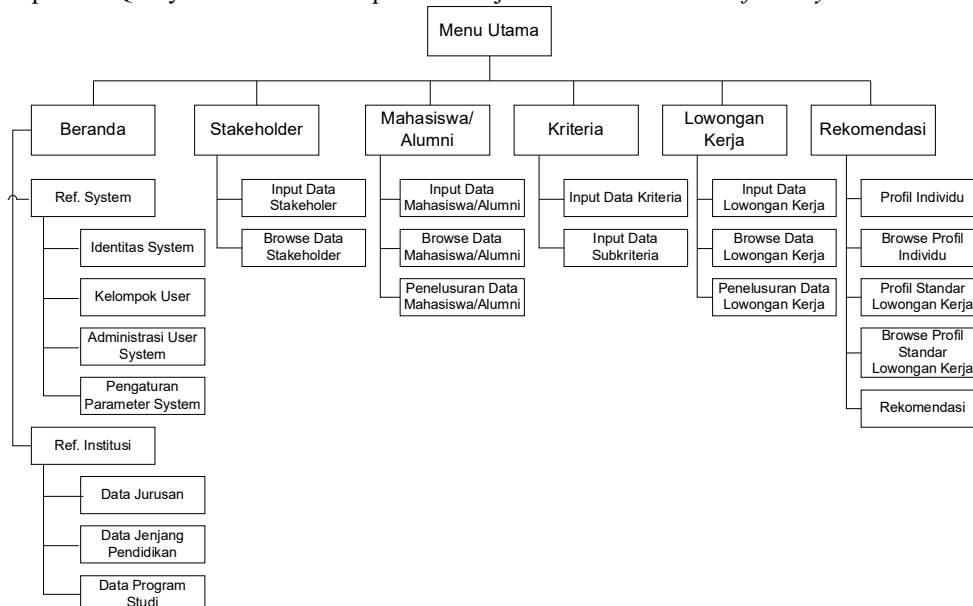 Menu Utama
Beranda
Stakeholder
Mahasiswa/
Alumni
Kriteria
Lowongan
Kerja
Rekomendasi
Ref. System
Identitas System
Kelompok User
Administrasi User
System
Pengaturan
Parameter System
Ref. Institusi
Data Jurusan
Data Jenjang
Pendidikan
Data Program
Studi
Input Data
Stakeholer
Browse Data
Stakeholder
Input Data
Mahasiswa/Alumni
Browse Data
Mahasiswa/Alumni
Penelusuran Data
Mahasiswa/Alumni
Input Data Kriteria
Input Data
Subkriteria
Input Data
Lowongan Kerja
Browse Data
Lowongan Kerja
Penelusuran Data
Lowongan Kerja
Profil Individu
Browse Profil
Individu
Profil Standar
Lowongan Kerja
Browse Profil
Standar
Lowongan Kerja
Rekomendasi